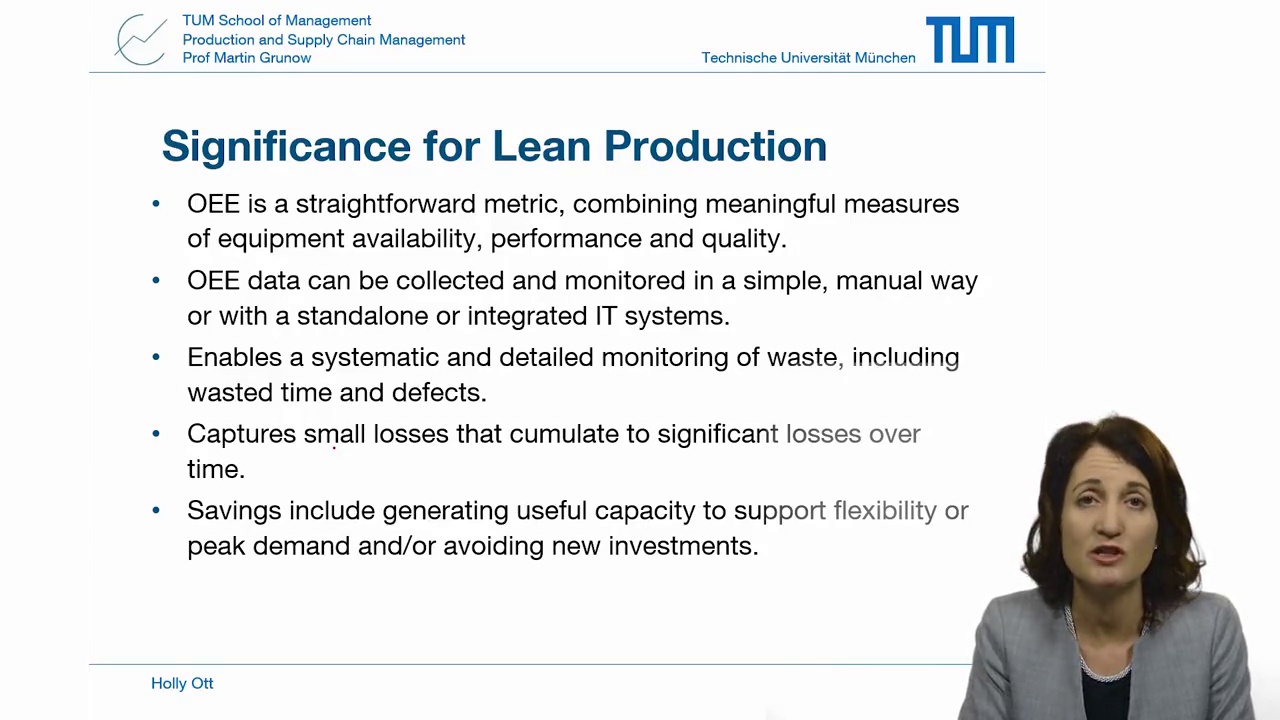 TUM School of Management
Production and Supply Chain Management
Prof Martin Grunow
Technische Universität München
TUM
Significance for Lean Production
• OEE is a straightforward metric, combining meaningful measures
of equipment availability, performance and quality.
• OEE data can be collected and monitored in a simple, manual way
or with a standalone or integrated IT systems.
• Enables a systematic and detailed monitoring of waste, including
wasted time and defects.
• Captures small losses that cumulate to significant losses over
time.
• Savings include generating useful capacity to support flexibility or
peak demand and/or avoiding new investments.
Holly Ott